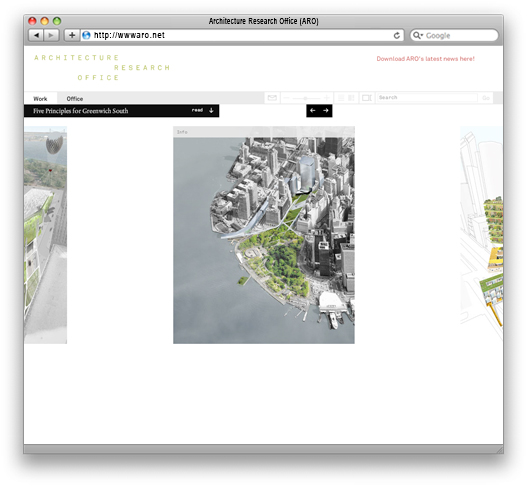 Architecture Research Office (ARO)
http://wwwaro.net
Google
ARCHITECTURE
RESEARCH
OFFICE
Download ARO's latest news here!
Work Office
Search
Five Principles for Greenwich South read
Info